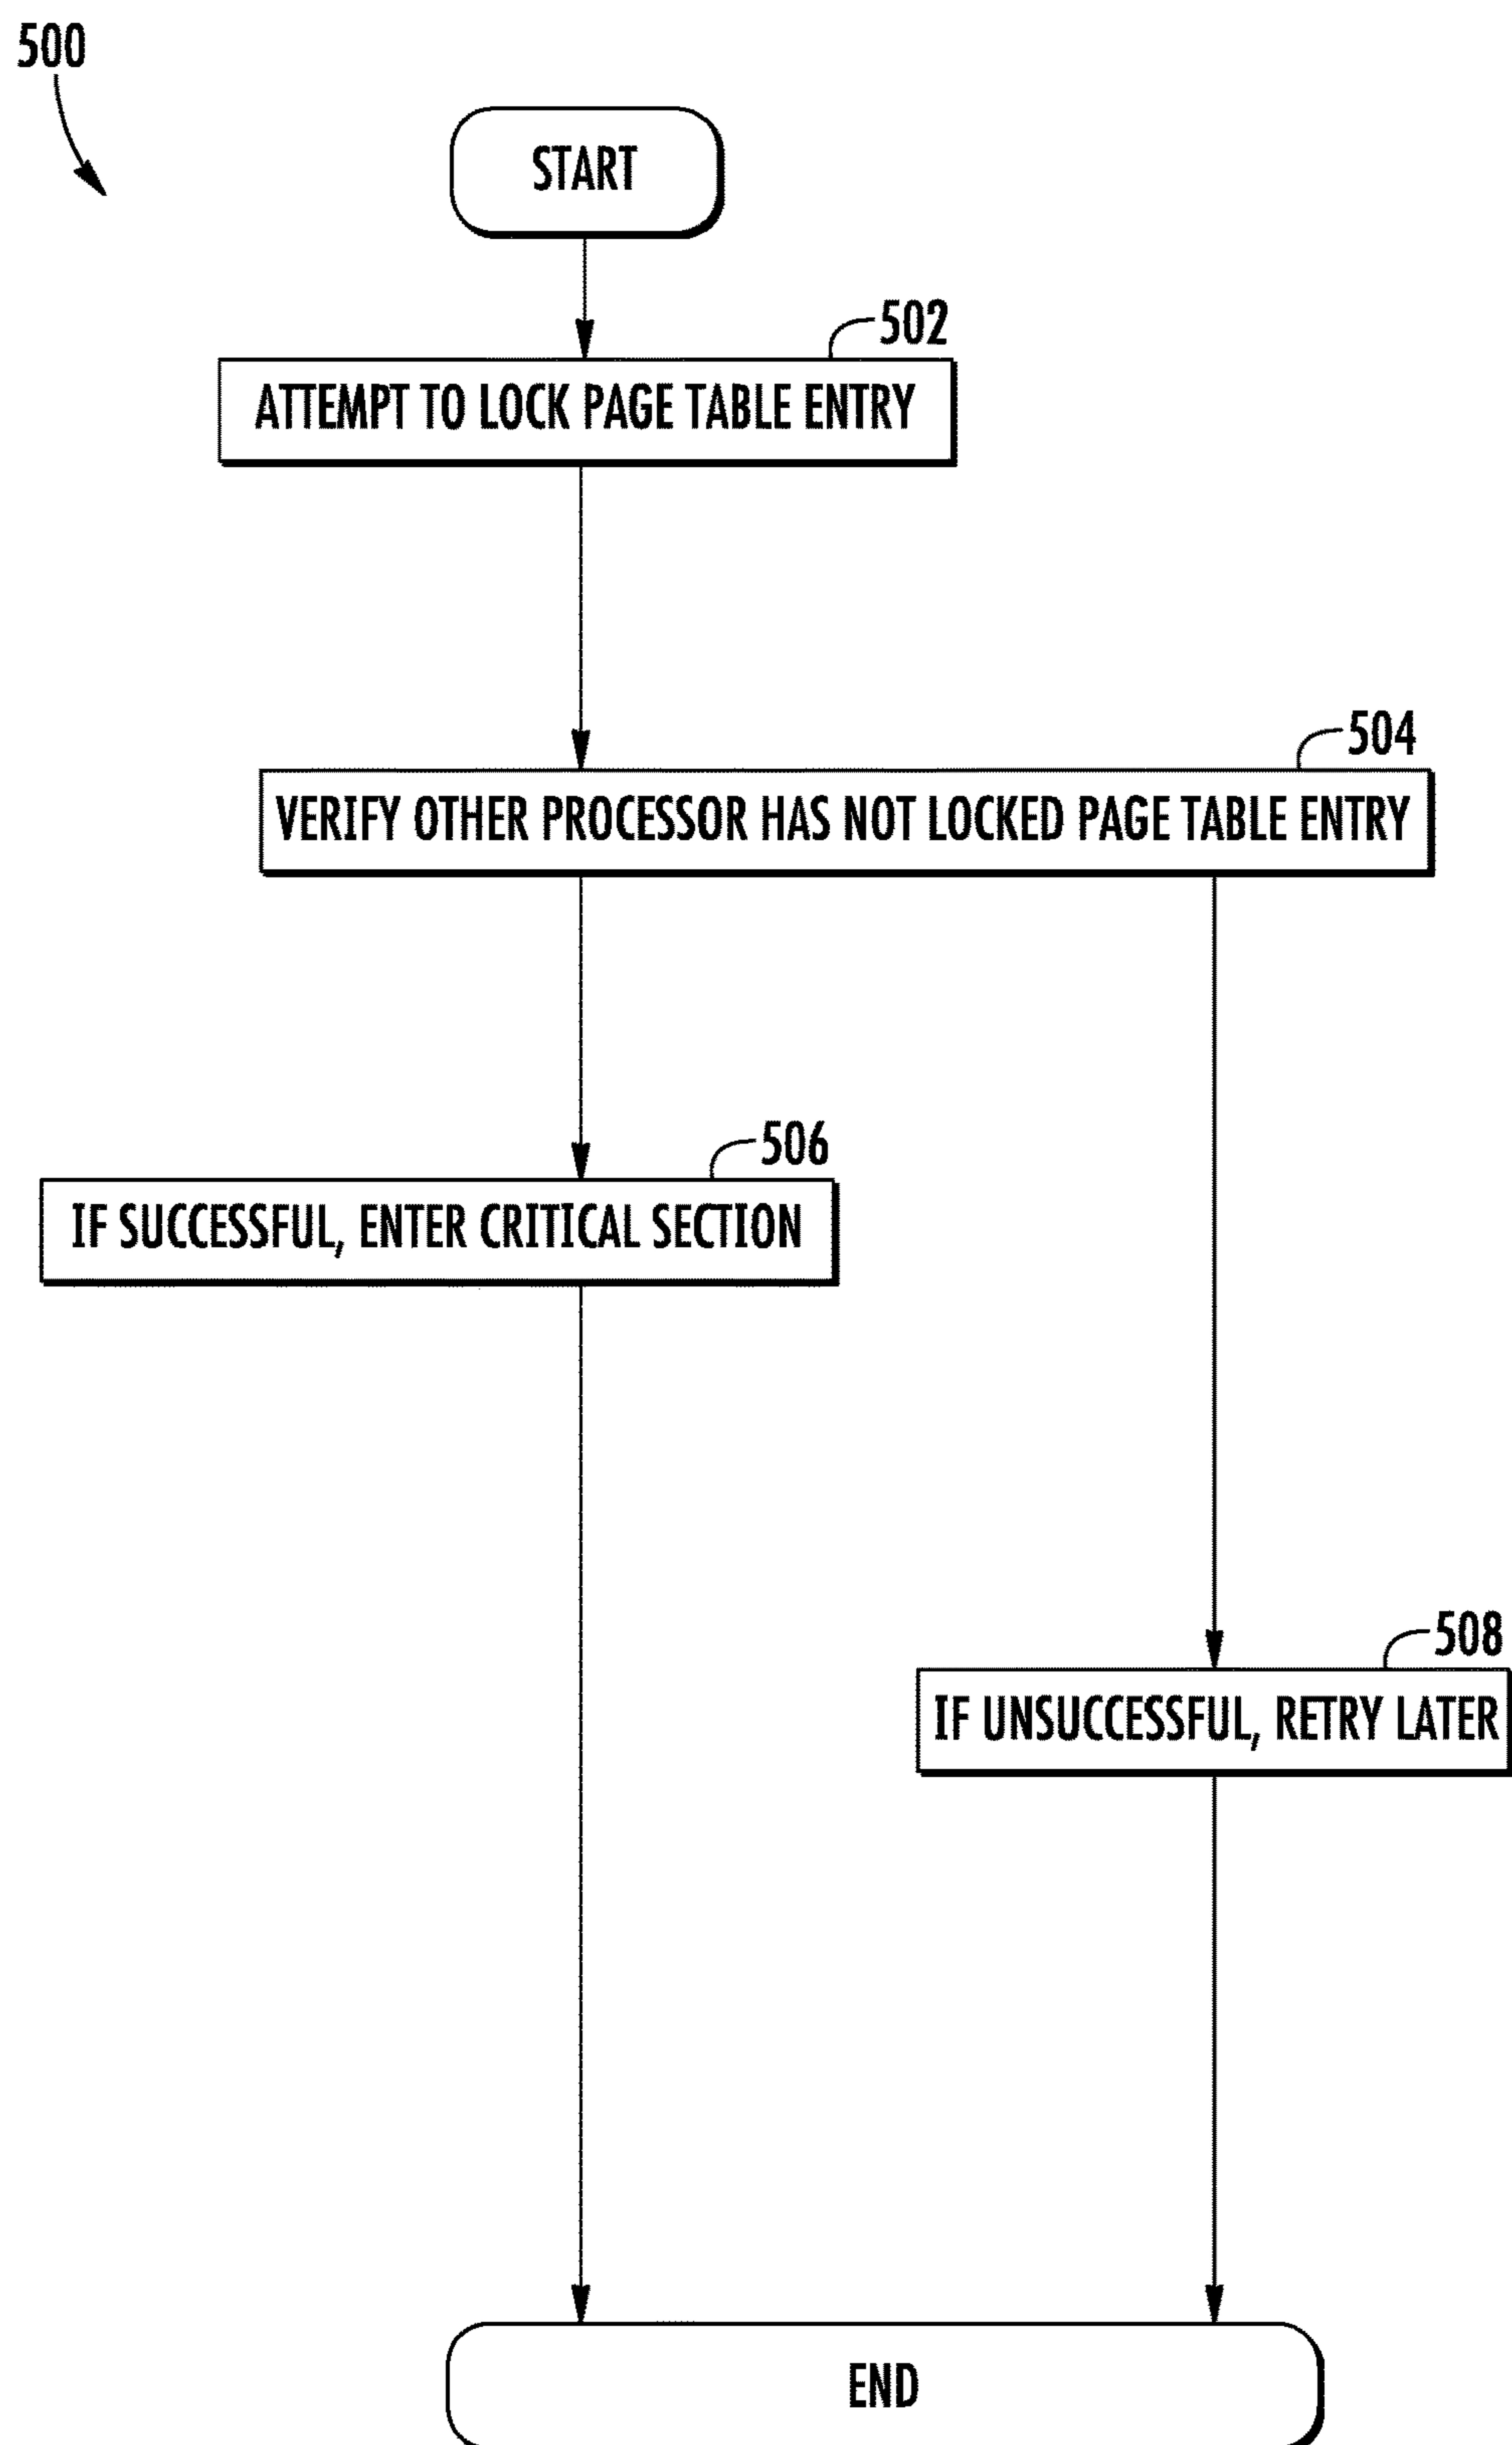 500
START
502
ATTEMPT TO LOCK PAGE TABLE ENTRY
504
VERIFY OTHER PROCESSOR HAS NOT LOCKED PAGE TABLE ENTRY
506
IF SUCCESSFUL, ENTER CRITICAL SECTION
508
IF UNSUCCESSFUL, RETRY LATER
END